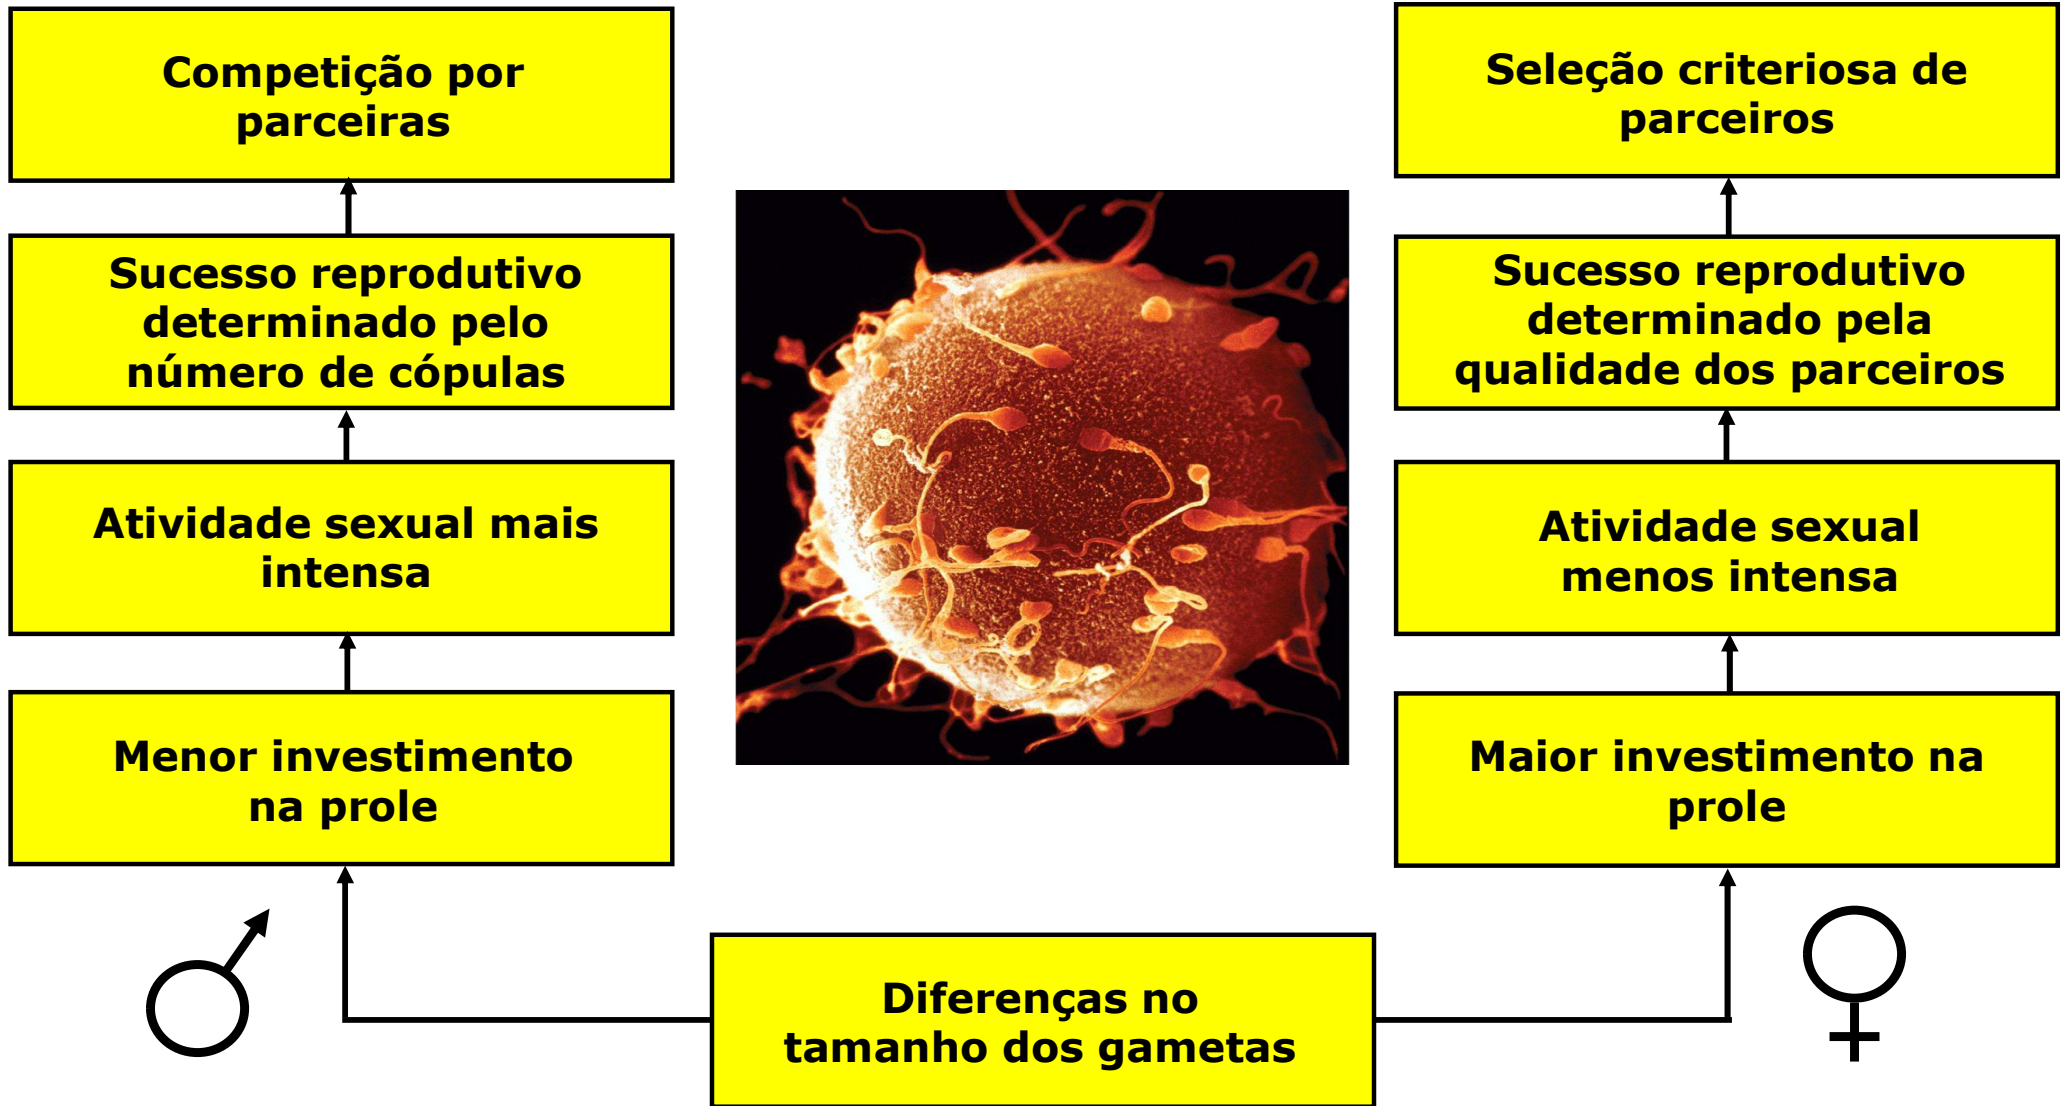 Competição por
parceiras
Sucesso reprodutivo
determinado pelo
número de cópulas
Atividade sexual mais
intensa
Menor investimento
na prole
Seleção criteriosa de
parceiros
Sucesso reprodutivo
determinado pela
qualidade dos parceiros
Atividade sexual
menos intensa
Maior investimento na
prole
Diferenças no
tamanho dos gametas